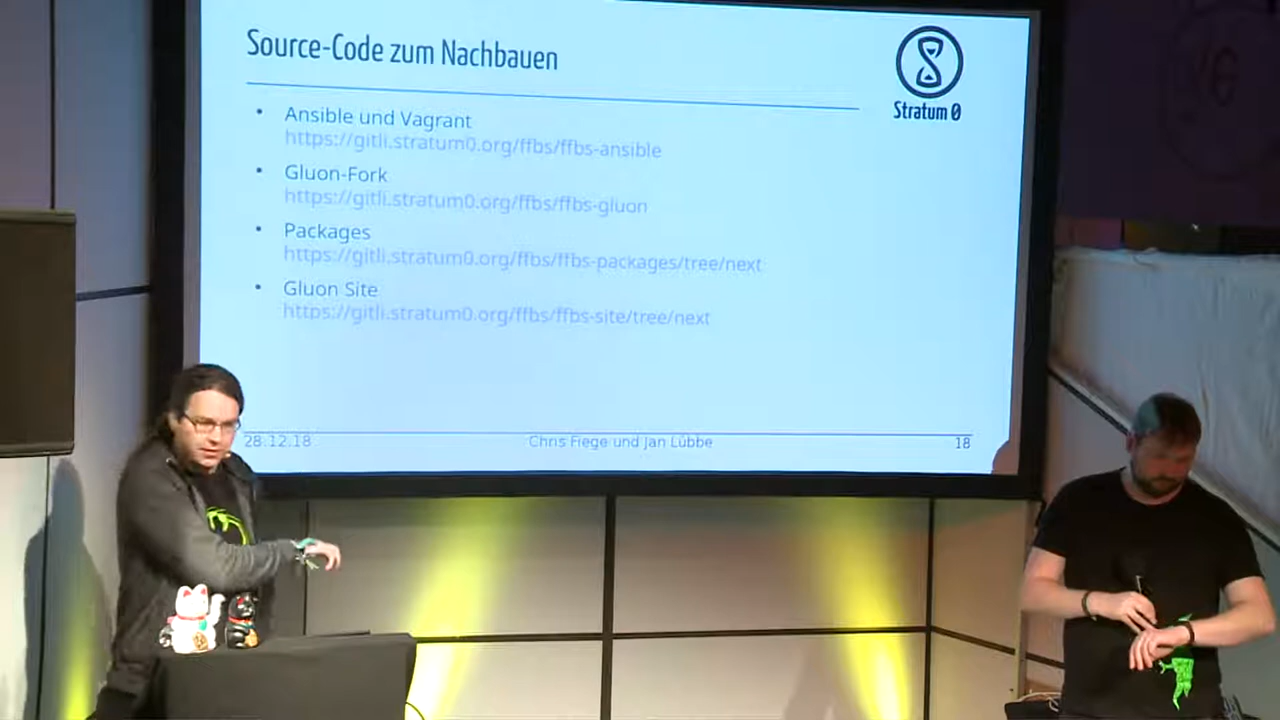 Source-Code zum Nachbauen
Stratum 0
• Ansible und Vagrant
https://gitli.stratum0.org/ffbs/ffbs-ansible
• Gluon-Fork
https://gitli.stratum0.org/ffbs/ffbs-gluon
• Packages
https://gitli.stratum0.org/ffbs/ffbs-packages/tree/next
• Gluon Site
https://gitli.stratum0.org/ffbs/ffbs-site/tree/next
28.12.18
Chris Fiege und Jan Lübbe
18